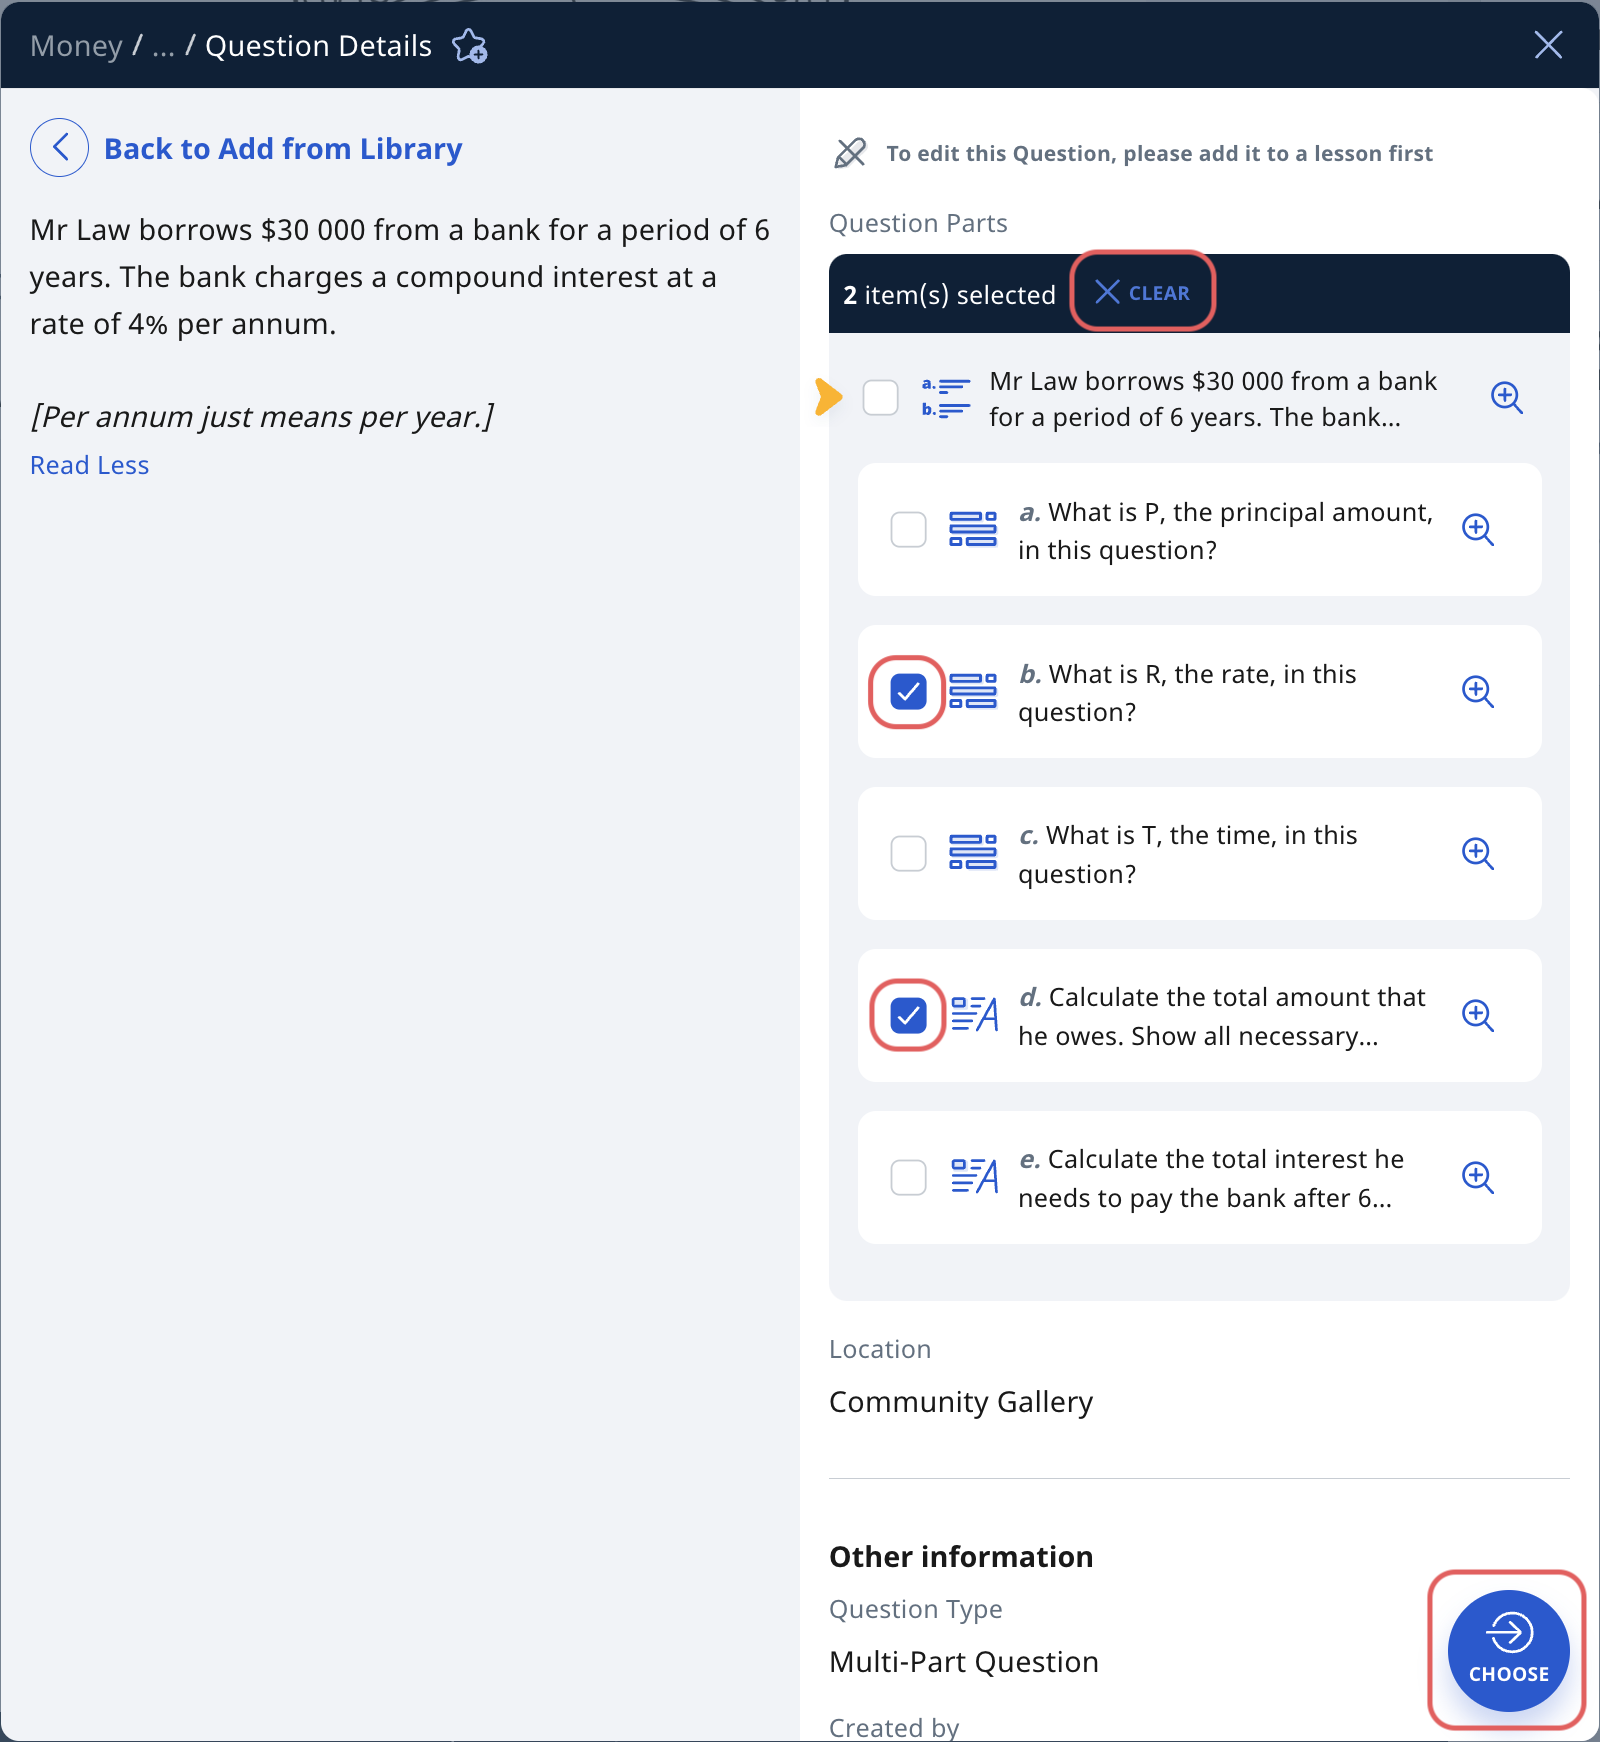 Money / ... / Question Details
Back to Add from Library
Mr Law borrows $30 000 from a bank for a period of 6
years. The bank charges a compound interest at a
rate of 4% per annum.
[Per annum just means per year.]
Read Less
To edit this Question, please add it to a lesson first
Question Parts
2 item(s) selected CLEAR
a.
b.
Mr Law borrows $30 000 from a bank
for a period of 6 years. The bank...
a. What is P, the principal amount,
in this question?
b. What is R, the rate, in this
question?
c. What is T, the time, in this
question?
d. Calculate the total amount that
he owes. Show all necessary...
e. Calculate the total interest he
needs to pay the bank after 6...
Location
Community Gallery
Other information
Question Type
Multi-Part Question
CHOOSE
Created by